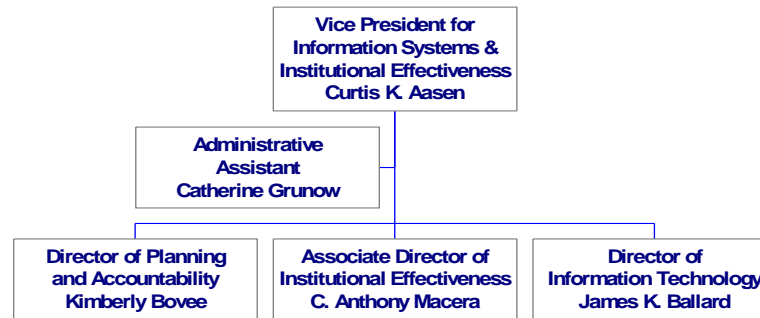 Vice President for
Information Systems &
Institutional Effectiveness
Curtis K. Aasen
Administrative
Assistant
Catherine Grunow
Director of Planning
and Accountability
Kimberly Bovee
Associate Director of
Institutional Effectiveness
C. Anthony Macera
Director of
Information Technology
James K. Ballard